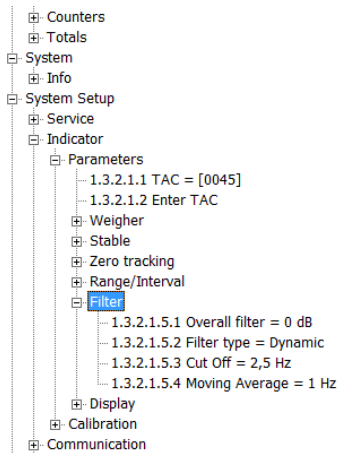 Counters
Totals
System
Info
System Setup
Service
Indicator
Parameters
1.3.2.1.1 TAC = [0045]
1.3.2.1.2 Enter TAC
Weigher
Stable
Zero tracking
Range/Interval
Filter
1.3.2.1.5.1 Overall filter = 0 dB
1.3.2.1.5.2 Filter type = Dynamic
1.3.2.1.5.3 Cut Off = 2,5 Hz
1.3.2.1.5.4 Moving Average = 1 Hz
Display
Calibration
Communication